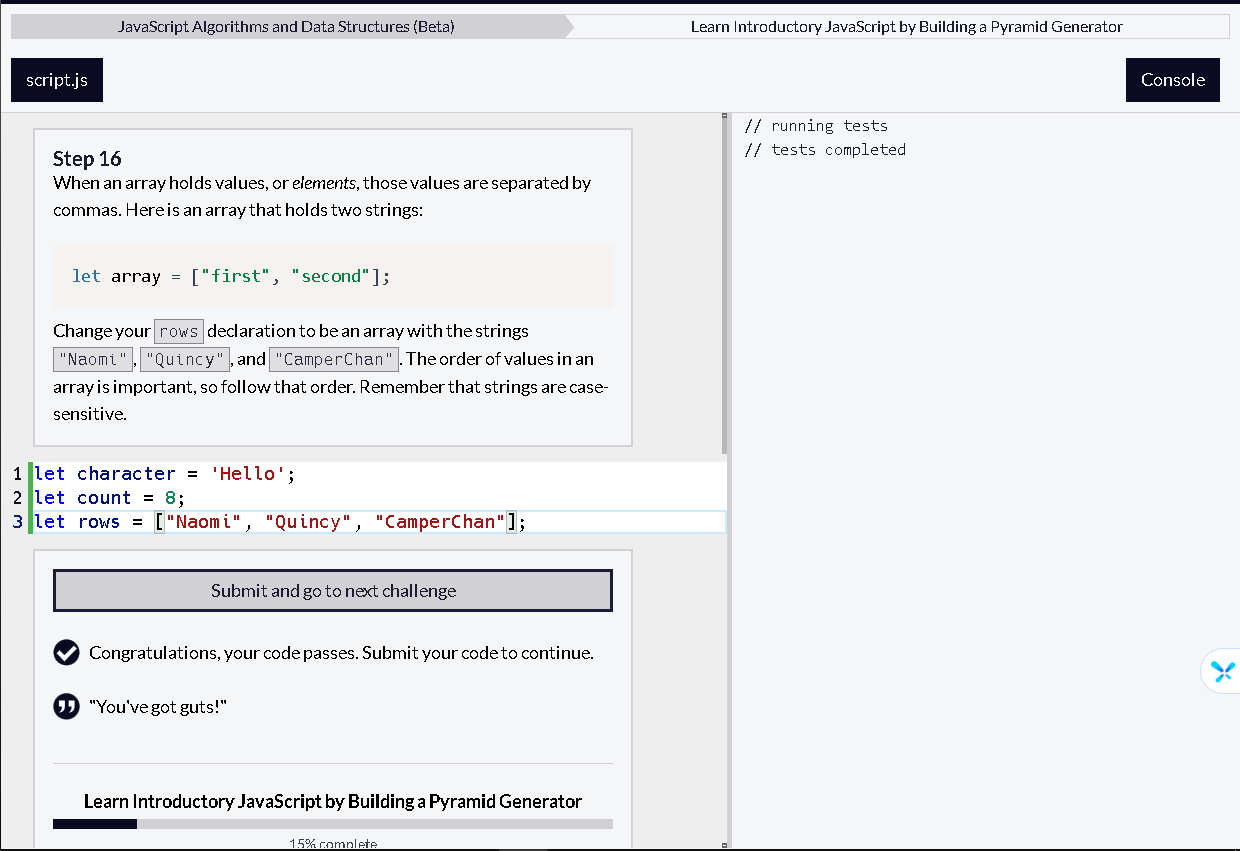 JavaScript Algorithms and Data Structures (Beta)
Learn Introductory JavaScript by Building a Pyramid Generator
script.js
Console
Step 16
When an array holds values, or elements, those values are separated by
commas. Here is an array that holds two strings:
let array = ["first", "second"];
Change your rows declaration to be an array with the strings
"Naomi", "Quincy", and "CamperChan". The order of values in an
array is important, so follow that order. Remember that strings are case-
sensitive.
1 let character = 'Hello';
2 let count = 8;
3 let rows = ["Naomi", "Quincy", "CamperChan"];
Submit and go to next challenge
Congratulations, your code passes. Submit your code to continue.
"You've got guts!"
Learn Introductory JavaScript by Building a Pyramid Generator
15% complete
// running tests
// tests completed